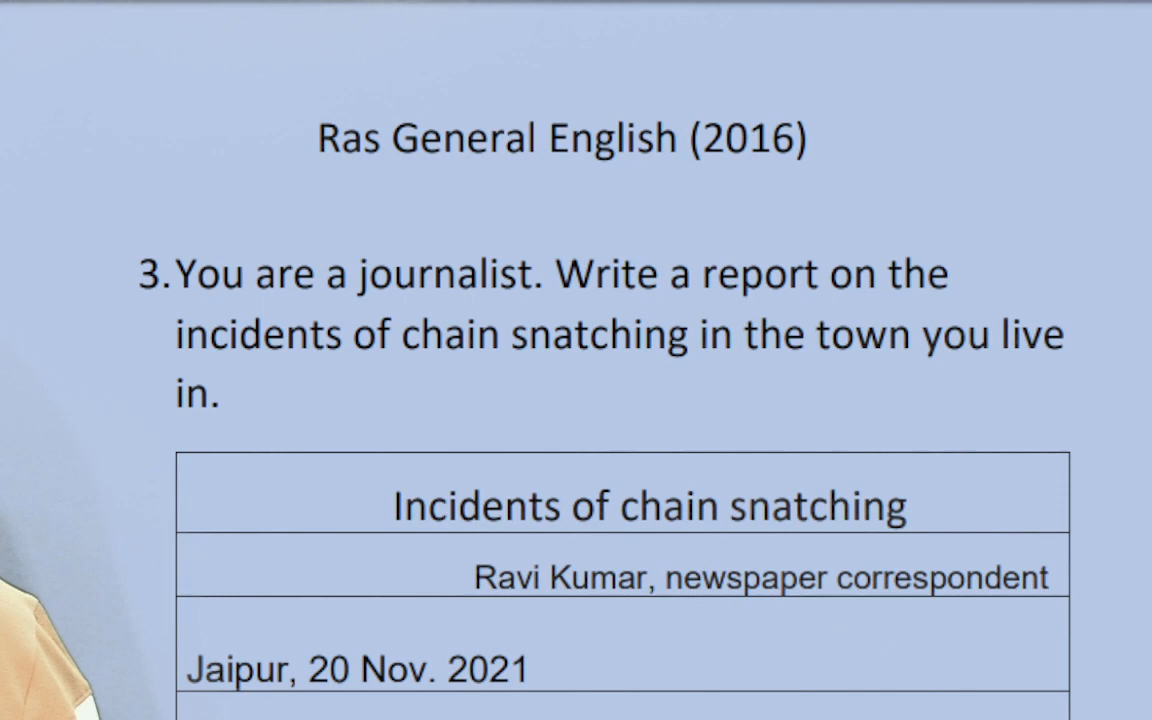 Ras General English (2016)
3. You are a journalist. Write a report on the
incidents of chain snatching in the town you live
in.
Incidents of chain snatching
Ravi Kumar, newspaper correspondent
Jaipur, 20 Nov. 2021